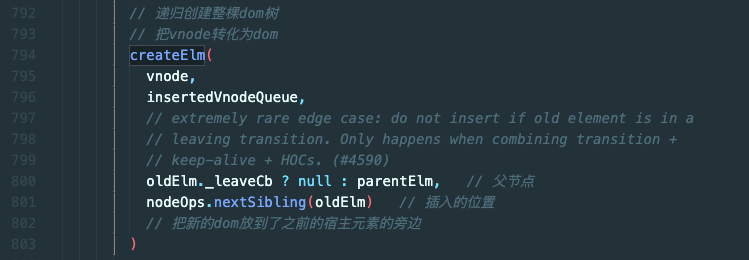 792 // 递归创建整棵dom树
793 // 把vnode转化为dom
794 createElm(
795 vnode,
796 insertedVnodeQueue,
797 // extremely rare edge case: do not insert if old element is in a
798 // leaving transition. Only happens when combining transition +
799 // keep-alive + HOCs. (#4590)
800 oldElm._leaveCb ? null : parentElm, // 父节点
801 nodeOps.nextSibling(oldElm) // 插入的位置
802 // 把新的dom放到了之前的宿主元素的旁边
803 )